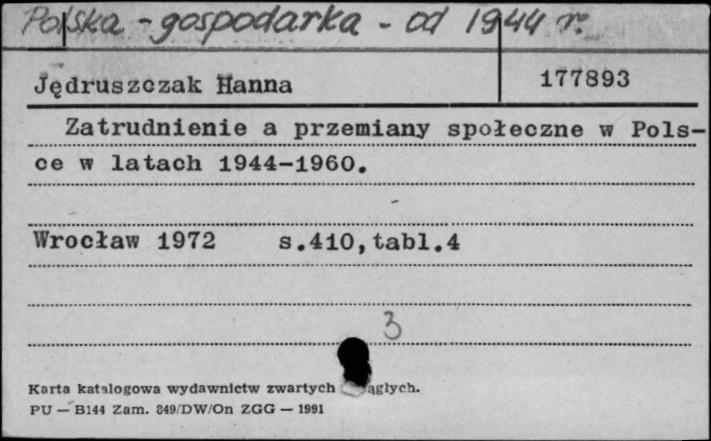 Polska - gospodarka - od 1944 r.
Jędruszczak Hanna 177893
Zatrudnienie a przemiany społeczne w Pols-
ce w latach 1944-1960.
Wrocław 1972 s.410,tabl.4
3
Karta katalogowa wydawnictw zwartych ągłych.
PU — B144 Zam. 849/DW/On ZGG — 1991